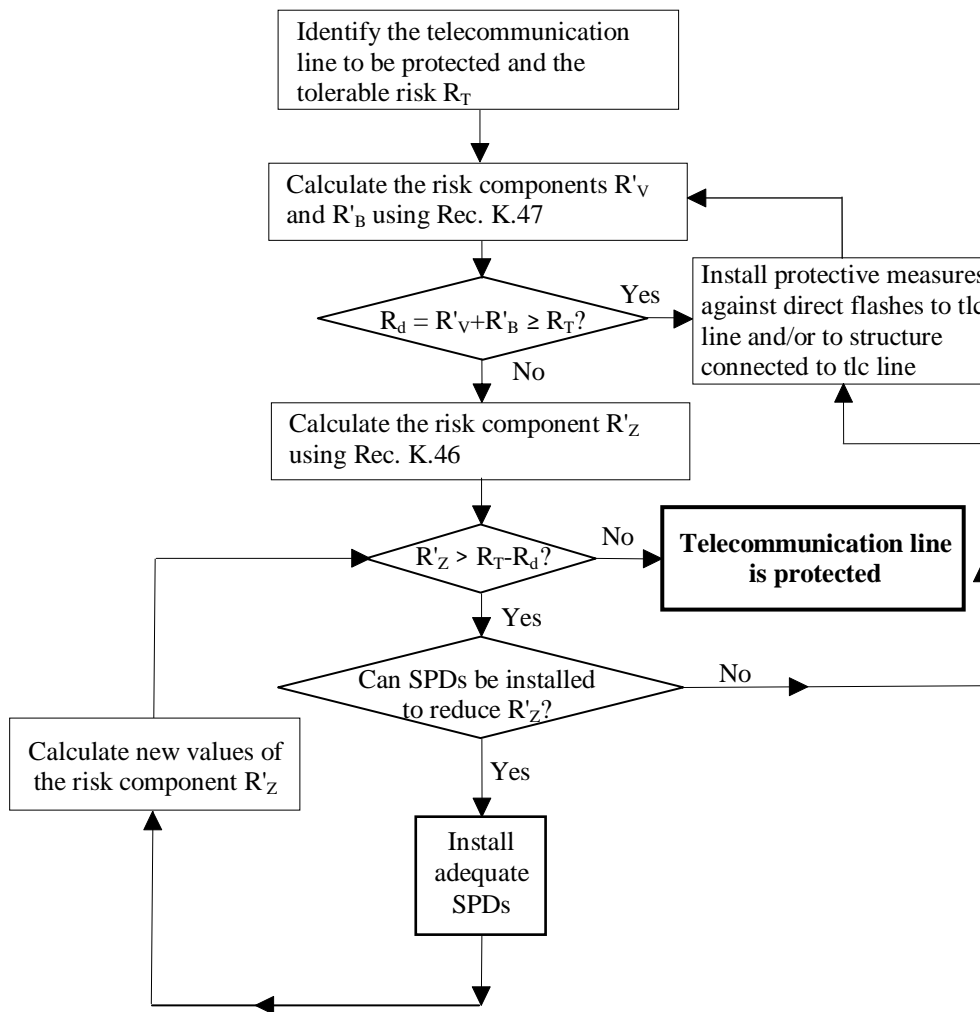 Identify the telecommunication
line to be protected and the
tolerable risk R_T
Calculate the risk components R'_V
and R'_B using Rec. K.47
R_d = R'_V+R'_B ≥ R_T?
Yes
Install protective measures
against direct flashes to tlc
line and/or to structure
connected to tlc line
No
Calculate the risk component R'_Z
using Rec. K.46
R'_Z > R_T-R_d?
No
Telecommunication line
is protected
Yes
Can SPDs be installed
to reduce R'_Z?
No
Calculate new values of
the risk component R'_Z
Yes
Install
adequate
SPDs